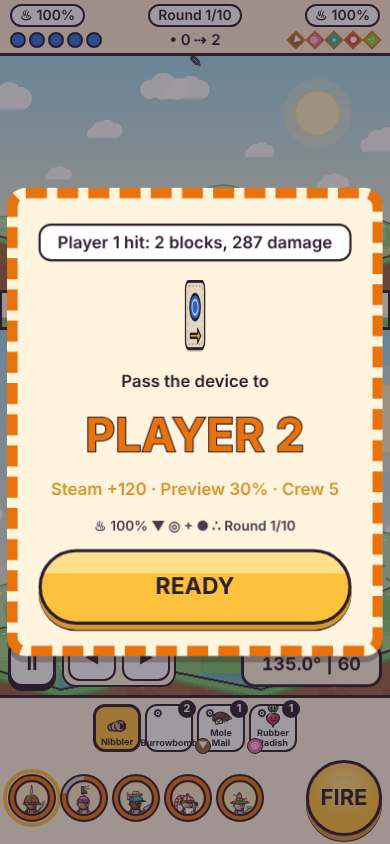 ♨ 100%
Round 1/10
♨ 100%
• 0 ⇢ 2
Player 1 hit: 2 blocks, 287 damage
Pass the device to
PLAYER 2
Steam +120 · Preview 30% · Crew 5
♨ 100% ▼ ◎ + ● ∴ Round 1/10
READY
135.0° | 60
2
1
1
Nibbler
Burrowbomb
Mole
Mail
Rubber
Radish
FIRE